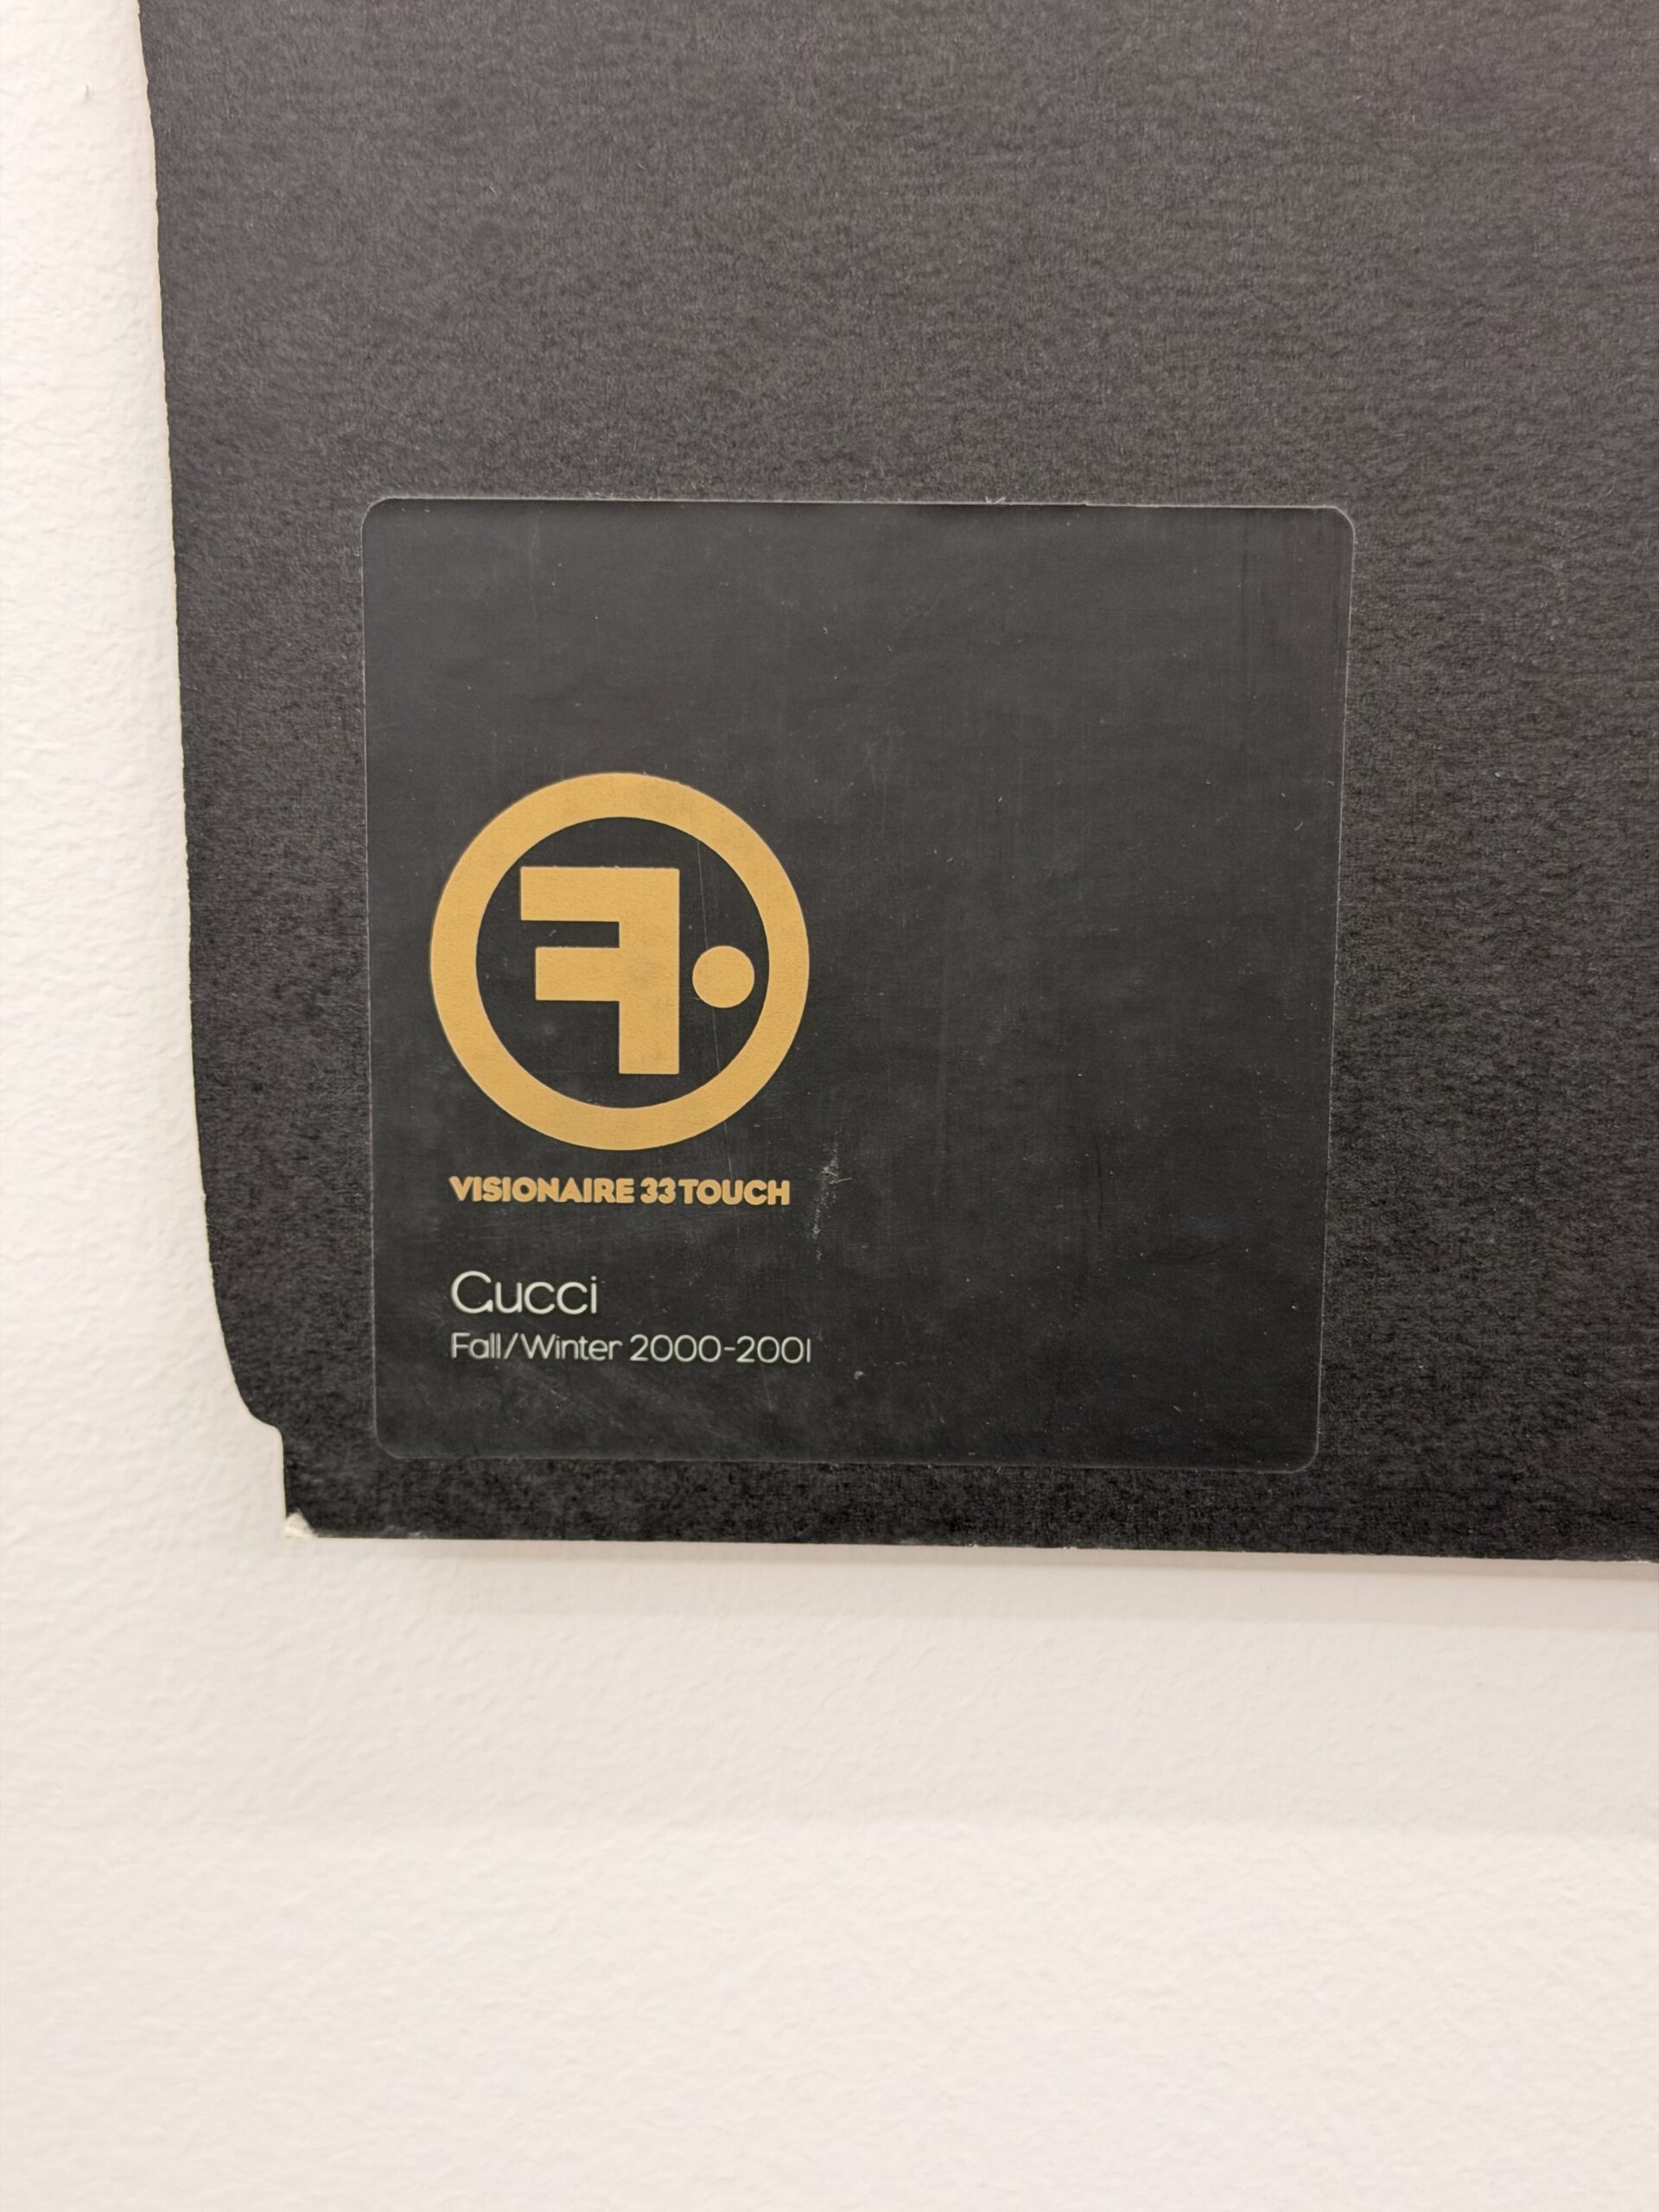 VISIONAIRE 33 TOUCH
Gucci
Fall/Winter 2000-2001